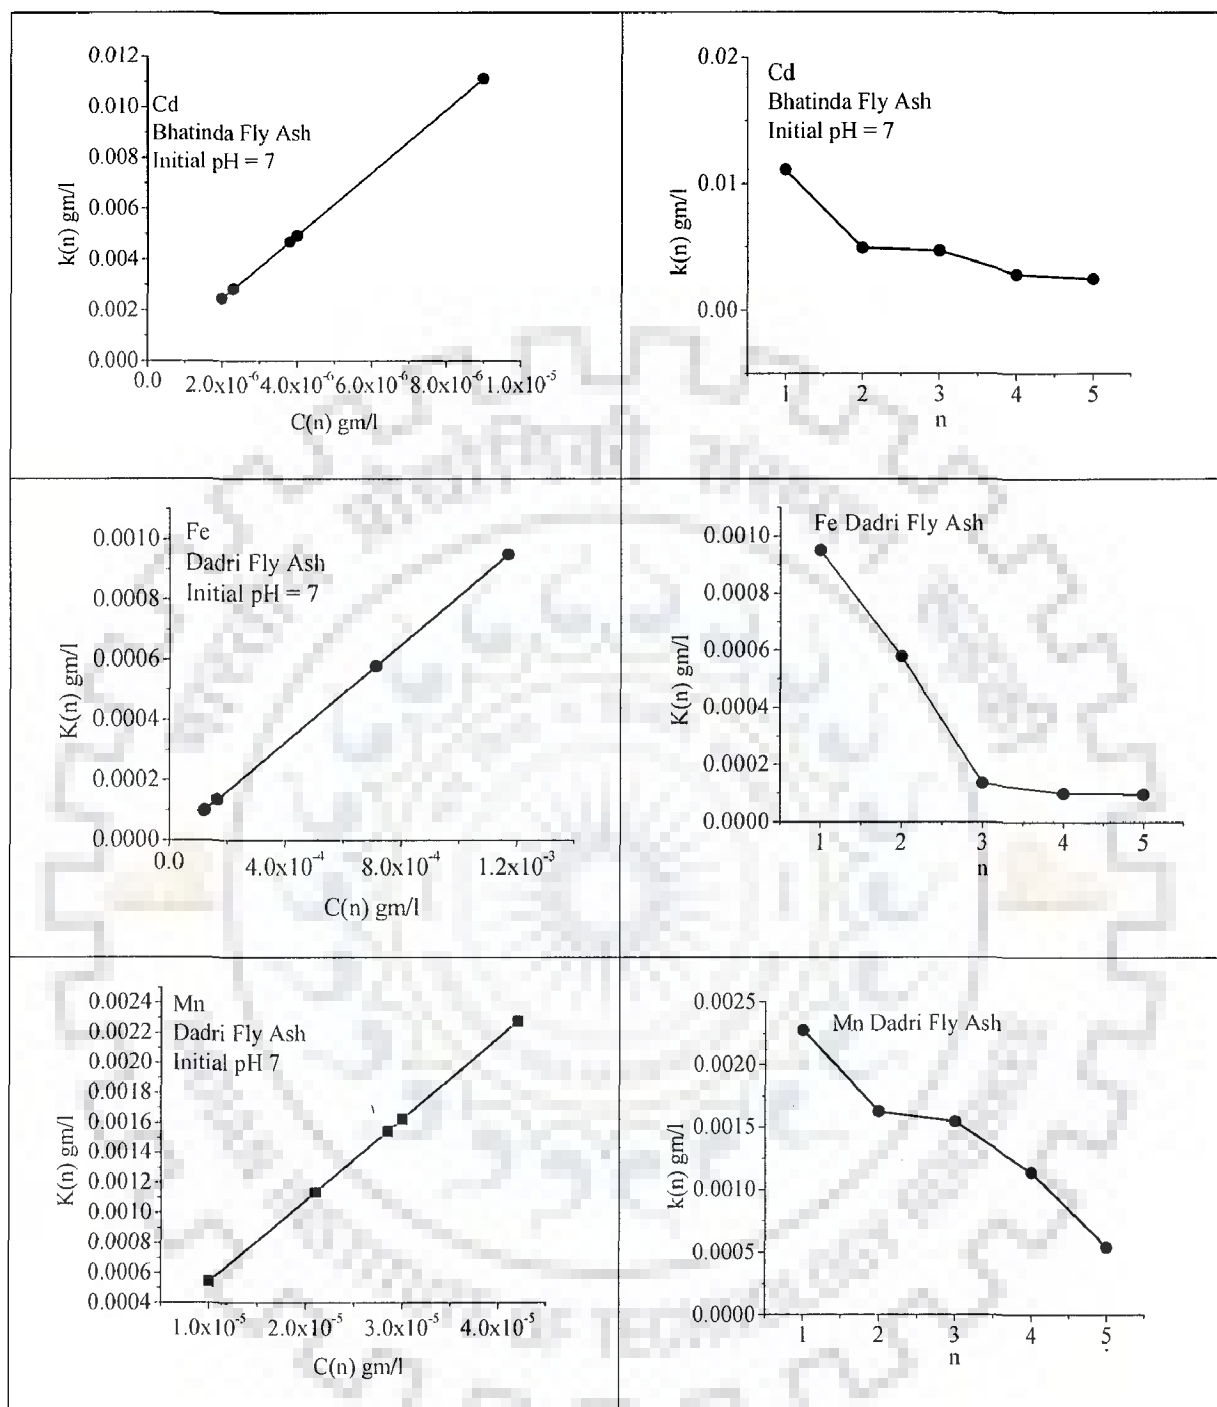 0.012
0.010
0.008
0.006
0.004
0.002
0.000
k(n) gm/l
Cd
Bhatinda Fly Ash
Initial pH = 7
0.0 2.0x10⁻⁶ 4.0x10⁻⁶ 6.0x10⁻⁶ 8.0x10⁻⁶ 1.0x10⁻⁵
C(n) gm/l
0.02
0.01
0.00
k(n) gm/l
Cd
Bhatinda Fly Ash
Initial pH = 7
1 2 3 4 5
n
0.0010
0.0008
0.0006
0.0004
0.0002
0.0000
K(n) gm/l
Fe
Dadri Fly Ash
Initial pH = 7
0.0 4.0x10⁻⁴ 8.0x10⁻⁴ 1.2x10⁻³
C(n) gm/l
Fe Dadri Fly Ash
0.0010
0.0008
0.0006
0.0004
0.0002
0.0000
K(n) gm/l
1 2 3 4 5
n
0.0024
0.0022
0.0020
0.0018
0.0016
0.0014
0.0012
0.0010
0.0008
0.0006
0.0004
K(n) gm/l
Mn
Dadri Fly Ash
Initial pH 7
1.0x10⁻⁵ 2.0x10⁻⁵ 3.0x10⁻⁵ 4.0x10⁻⁵
C(n) gm/l
0.0025
0.0020
0.0015
0.0010
0.0005
0.0000
k(n) gm/l
Mn Dadri Fly Ash
1 2 3 4 5
n